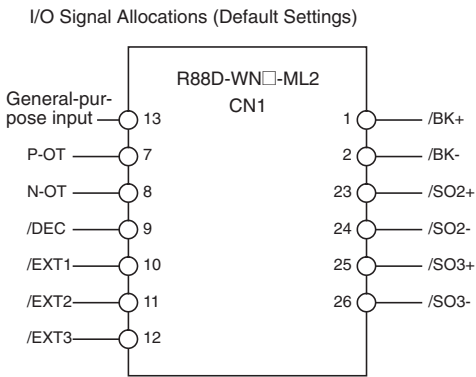 I/O Signal Allocations (Default Settings)
R88D-WN□-ML2
CN1
General-pur-
pose input 13
P-OT 7
N-OT 8
/DEC 9
/EXT1 10
/EXT2 11
/EXT3 12
1 /BK+
2 /BK-
23 /SO2+
24 /SO2-
25 /SO3+
26 /SO3-